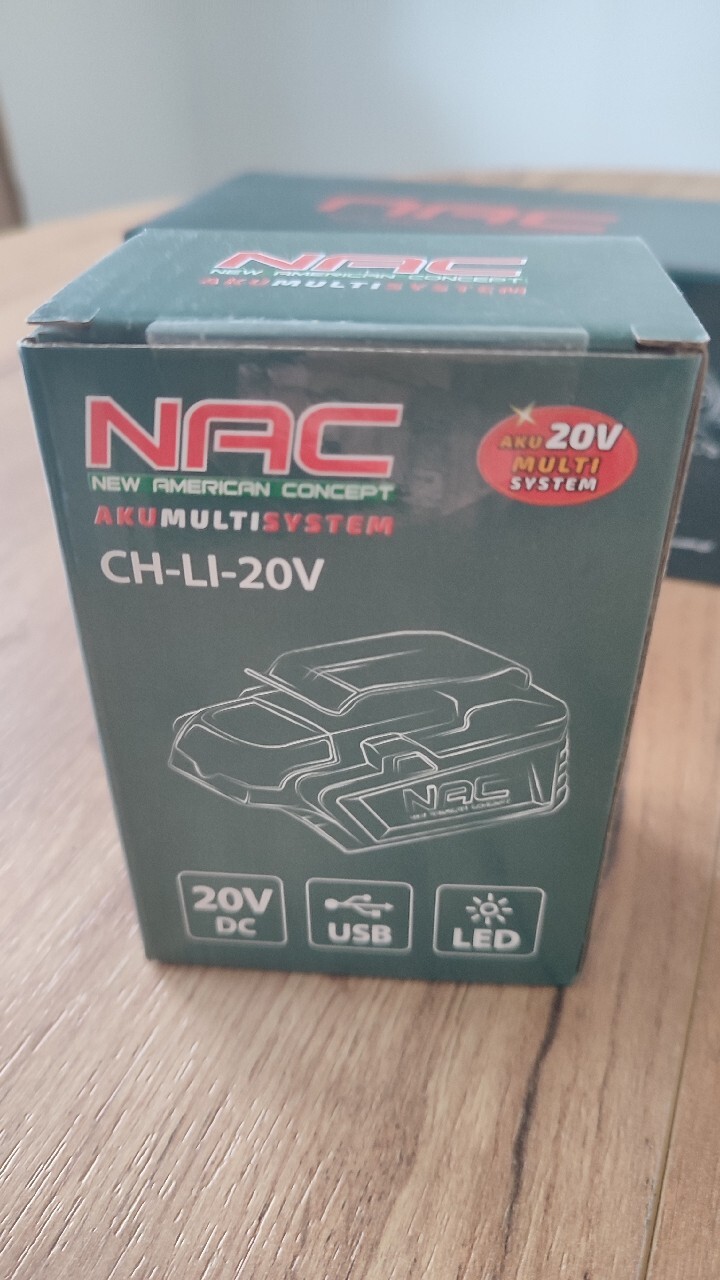 NAC
NAC
NEW AMERICAN CONCEPT
AKUMULTISYSTEM
NAC
NEW AMERICAN CONCEPT
AKUMULTISYSTEM
CH-LI-20V
AKU 20V
MULTI
SYSTEM
NAC
20V
DC
USB
LED